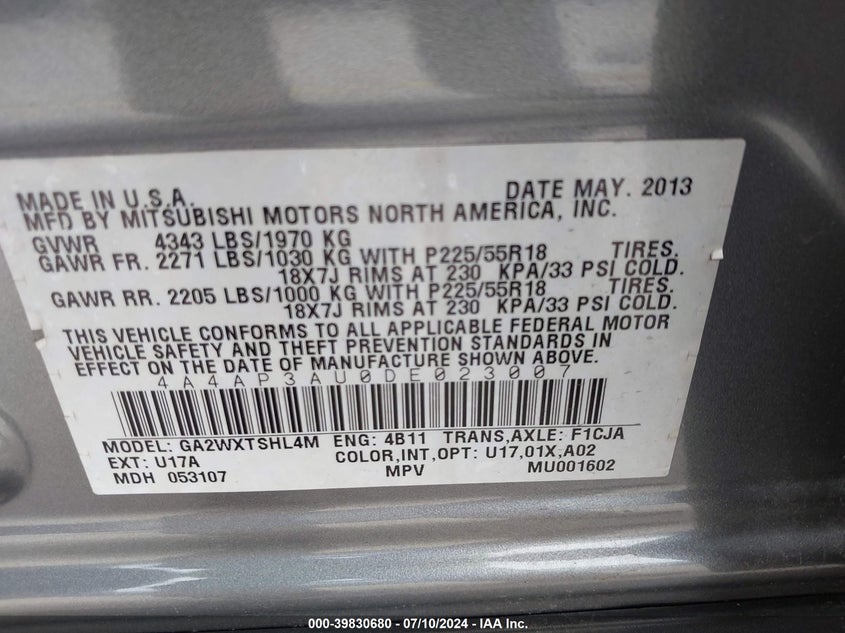 MADE IN U.S.A. DATE MAY. 2013
MFD BY MITSUBISHI MOTORS NORTH AMERICA, INC.
GVWR 4343 LBS/1970 KG
GAWR FR. 2271 LBS/1030 KG WITH P225/55R18 TIRES.
18X7J RIMS AT 230 KPA/33 PSI COLD.
GAWR RR. 2205 LBS/1000 KG WITH P225/55R18 TIRES.
18X7J RIMS AT 230 KPA/33 PSI COLD.
THIS VEHICLE CONFORMS TO ALL APPLICABLE FEDERAL MOTOR
VEHICLE SAFETY AND THEFT PREVENTION STANDARDS IN
EFFECT ON THE DATE OF MANUFACTURE SHOWN ABOVE.
4A4AP3AU0DE023007
MODEL: GA2WXTSHL4M ENG: 4B11 TRANS,AXLE: F1CJA
EXT: U17A COLOR,INT,OPT: U17,01X,A02
MDH 053107 MPV MU001602
000-39830680 - 07/10/2024 - IAA Inc.